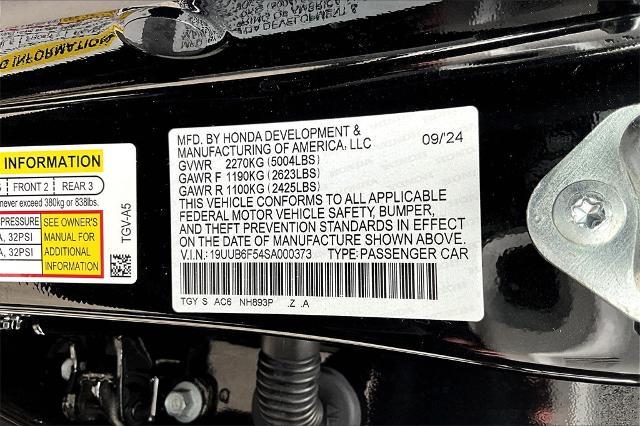 MFD. BY HONDA DEVELOPMENT &
MANUFACTURING OF AMERICA, LLC 09/24
GVWR 2270KG (5004LBS)
GAWR F 1190KG (2623LBS)
GAWR R 1100KG (2425LBS)
THIS VEHICLE CONFORMS TO ALL APPLICABLE
FEDERAL MOTOR VEHICLE SAFETY, BUMPER,
AND THEFT PREVENTION STANDARDS IN EFFECT
ON THE DATE OF MANUFACTURE SHOWN ABOVE.
V.I.N.: 19UUB6F54SA000373 TYPE: PASSENGER CAR
TGY S AC6 NH893P .Z .A
INFORMATION
FRONT 2 REAR 3
never exceed 380kg or 838lbs.
PRESSURE
32PSI
32PSI
SEE OWNER'S
MANUAL FOR
ADDITIONAL
INFORMATION
TGV-A5